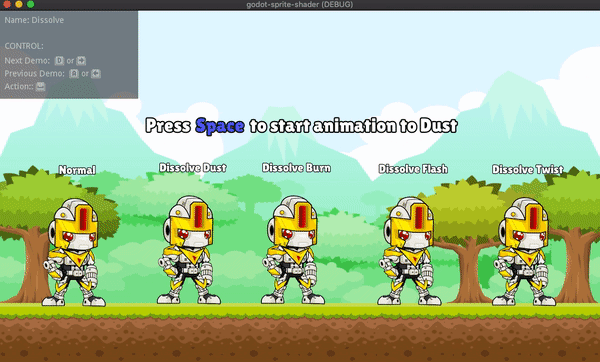 godot-sprite-shader (DEBUG)
Name: Dissolve
CONTROL:
Next Demo: D or
Previous Demo: or
Action::
Press Space to start animation to Dust
Normal
Dissolve Dust
Dissolve Burn
Dissolve Flash
Dissolve Twist